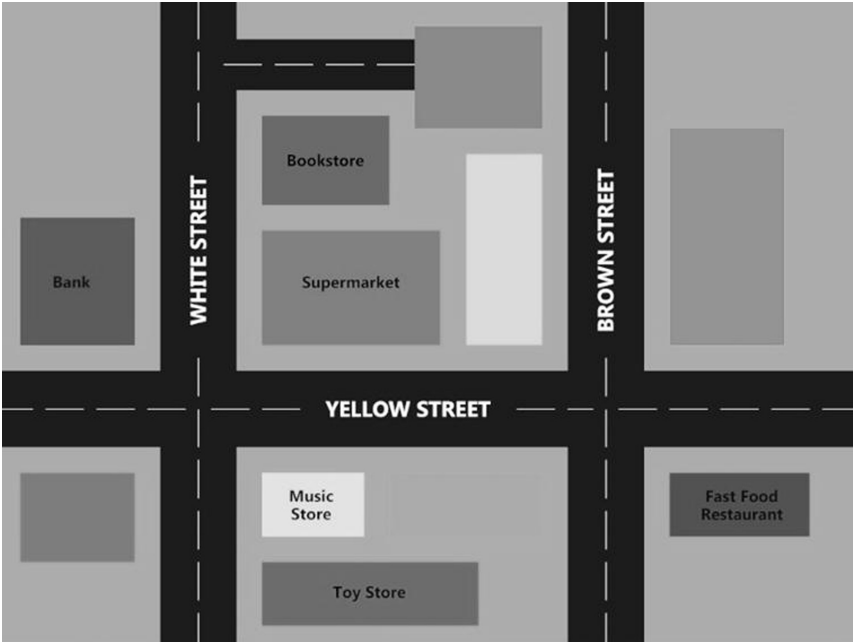 Bookstore
WHITE STREET
BROWN STREET
Bank
Supermarket
YELLOW STREET
Music
Store
Fast Food
Restaurant
Toy Store